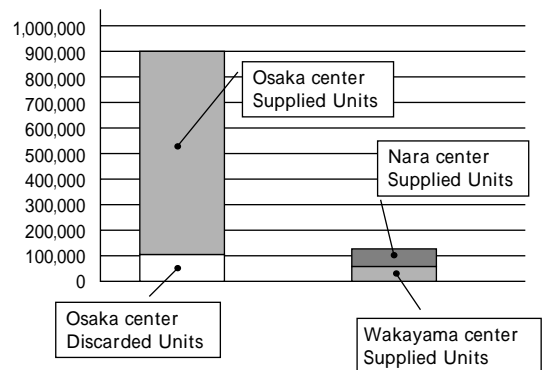 1,000,000
900,000
800,000
700,000
600,000
500,000
400,000
300,000
200,000
100,000
0
Osaka center
Supplied Units
Nara center
Supplied Units
Osaka center
Discarded Units
Wakayama center
Supplied Units